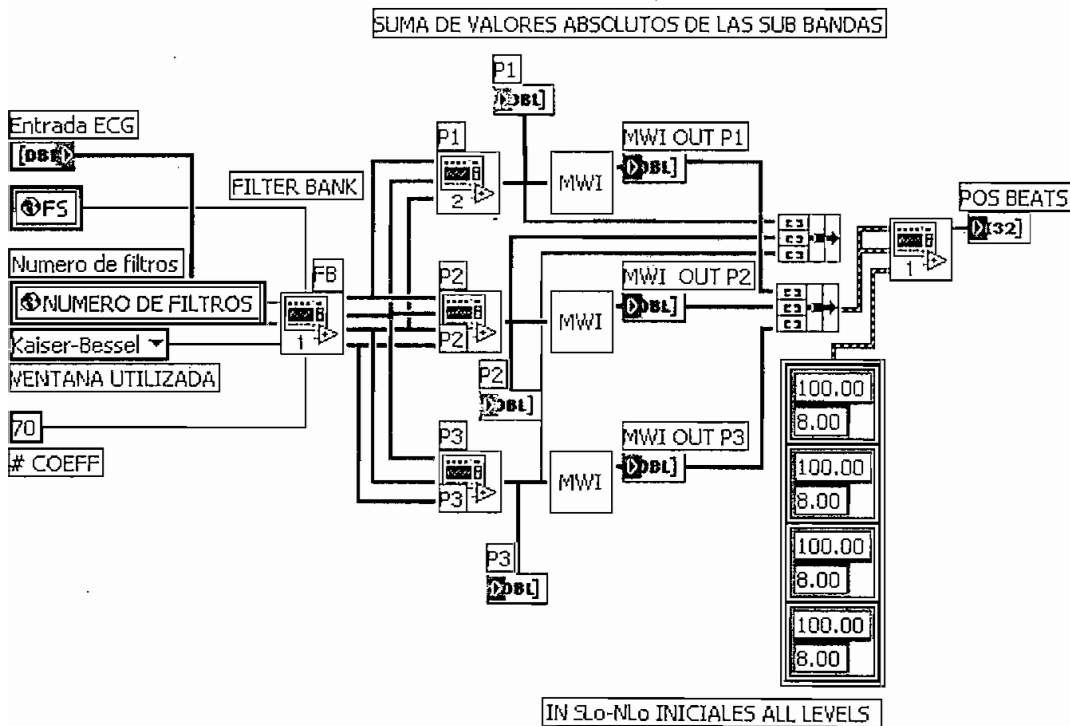 SUMA DE VALORES ABSOLUTOS DE LAS SUB BANDAS
P1
DBL]
Entrada ECG
[DBL
P1
MWI OUT P1
DBL]
FILTER BANK
2
MWI
FS
POS BEATS
I32]
1
Numero de filtros
NUMERO DE FILTROS
FB
1
P2
P2
MWI OUT P2
DBL]
MWI
Kaiser-Bessel
VENTANA UTILIZADA
P2
DBL]
100.00
8.00
70
# COEFF
P3
P3
MWI OUT P3
DBL]
MWI
100.00
8.00
P3
DBL]
100.00
8.00
100.00
8.00
IN SLo-NLo INICIALES ALL LEVELS